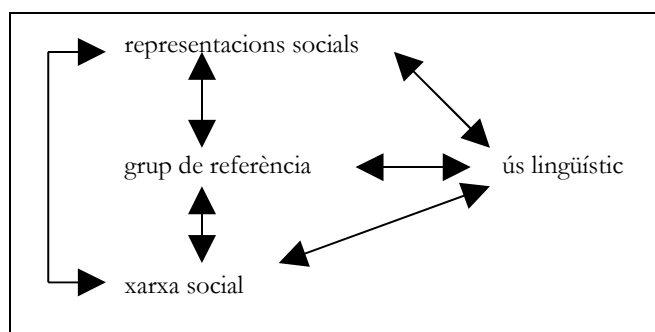 representacions socials
grup de referència
ús lingüístic
xarxa social